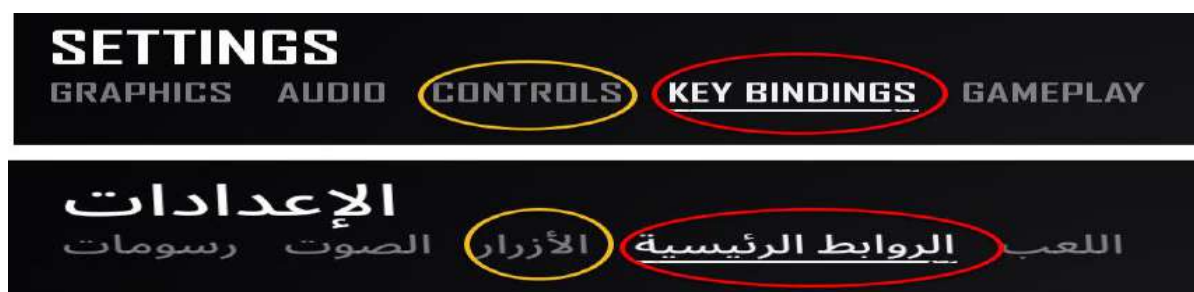 SETTINGS
GRAPHICS AUDIO CONTROLS KEY BINDINGS GAMEPLAY
الإعدادات
رسومات الصوت الأزرار الروابط الرئيسية اللعب